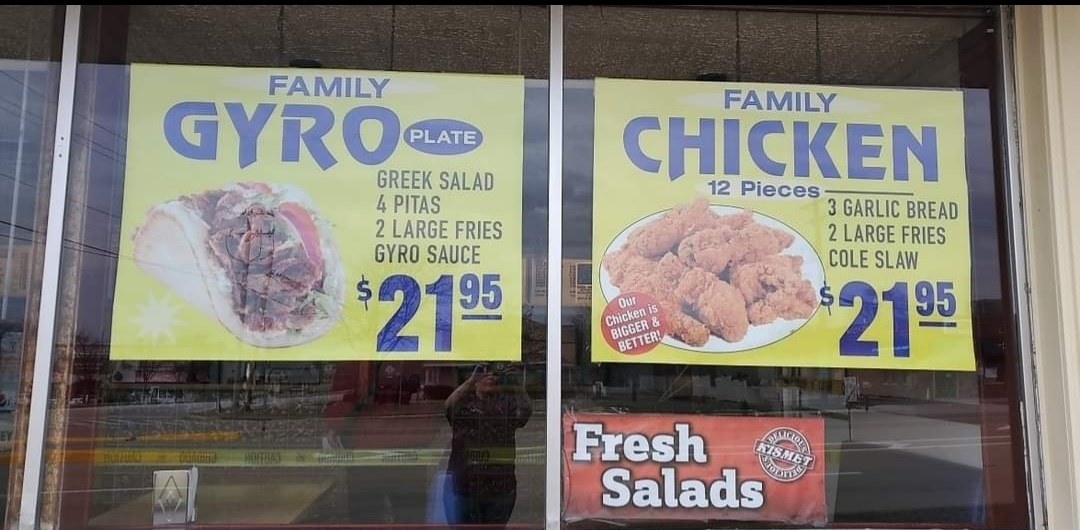 FAMILY
GYRO PLATE
GREEK SALAD
4 PITAS
2 LARGE FRIES
GYRO SAUCE
$21.95
FAMILY
CHICKEN
12 Pieces
3 GARLIC BREAD
2 LARGE FRIES
COLE SLAW
Our
Chicken is
BIGGER &
BETTER!
$21.95
Fresh
Salads
DELICIOUS
KISMET